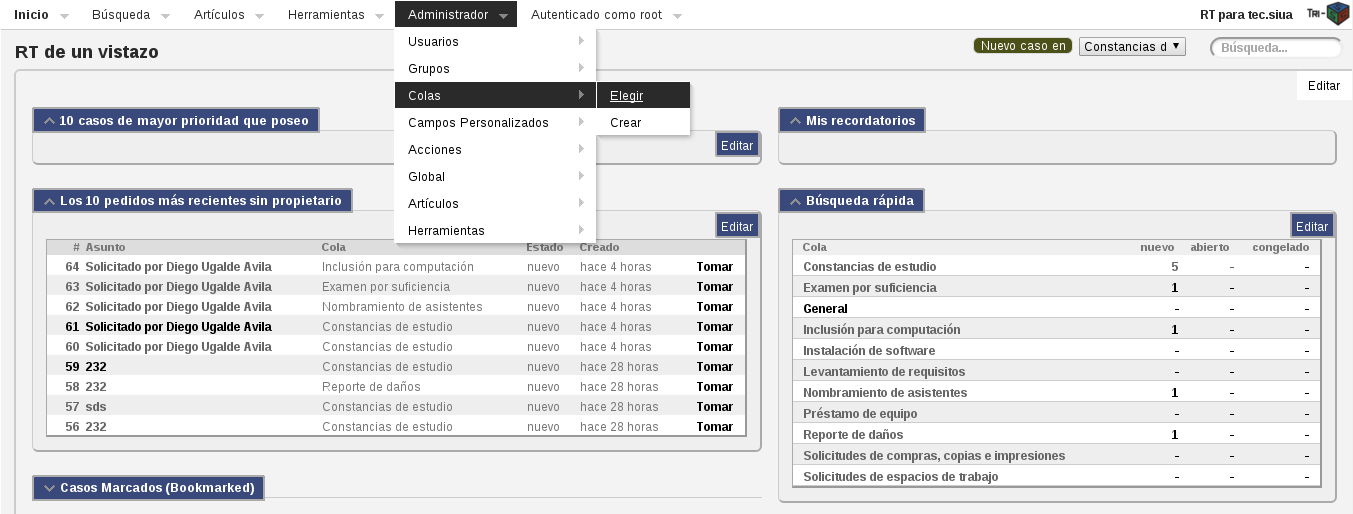 Inicio Búsqueda Artículos Herramientas Administrador Autenticado como root RT para tec.siua TRI-
RT de un vistazo
Nuevo caso en Constancias d Búsqueda...
Editar
Usuarios
Grupos
Colas Elegir
Campos Personalizados Crear
Acciones
Global
Artículos
Herramientas
10 casos de mayor prioridad que poseo
Editar
Los 10 pedidos más recientes sin propietario
Editar
# Asunto Cola Estado Creado
64 Solicitado por Diego Ugalde Avila Inclusión para computación nuevo hace 4 horas Tomar
63 Solicitado por Diego Ugalde Avila Examen por suficiencia nuevo hace 4 horas Tomar
62 Solicitado por Diego Ugalde Avila Nombramiento de asistentes nuevo hace 4 horas Tomar
61 Solicitado por Diego Ugalde Avila Constancias de estudio nuevo hace 4 horas Tomar
60 Solicitado por Diego Ugalde Avila Constancias de estudio nuevo hace 4 horas Tomar
59 232 Constancias de estudio nuevo hace 28 horas Tomar
58 232 Reporte de daños nuevo hace 28 horas Tomar
57 sds Constancias de estudio nuevo hace 28 horas Tomar
56 232 Constancias de estudio nuevo hace 28 horas Tomar
Casos Marcados (Bookmarked)
Mis recordatorios
Búsqueda rápida
Editar
Cola nuevo abierto congelado
Constancias de estudio 5 - -
Examen por suficiencia 1 - -
General - - -
Inclusión para computación 1 - -
Instalación de software - - -
Levantamiento de requisitos - - -
Nombramiento de asistentes 1 - -
Préstamo de equipo - - -
Reporte de daños 1 - -
Solicitudes de compras, copias e impresiones - - -
Solicitudes de espacios de trabajo - - -